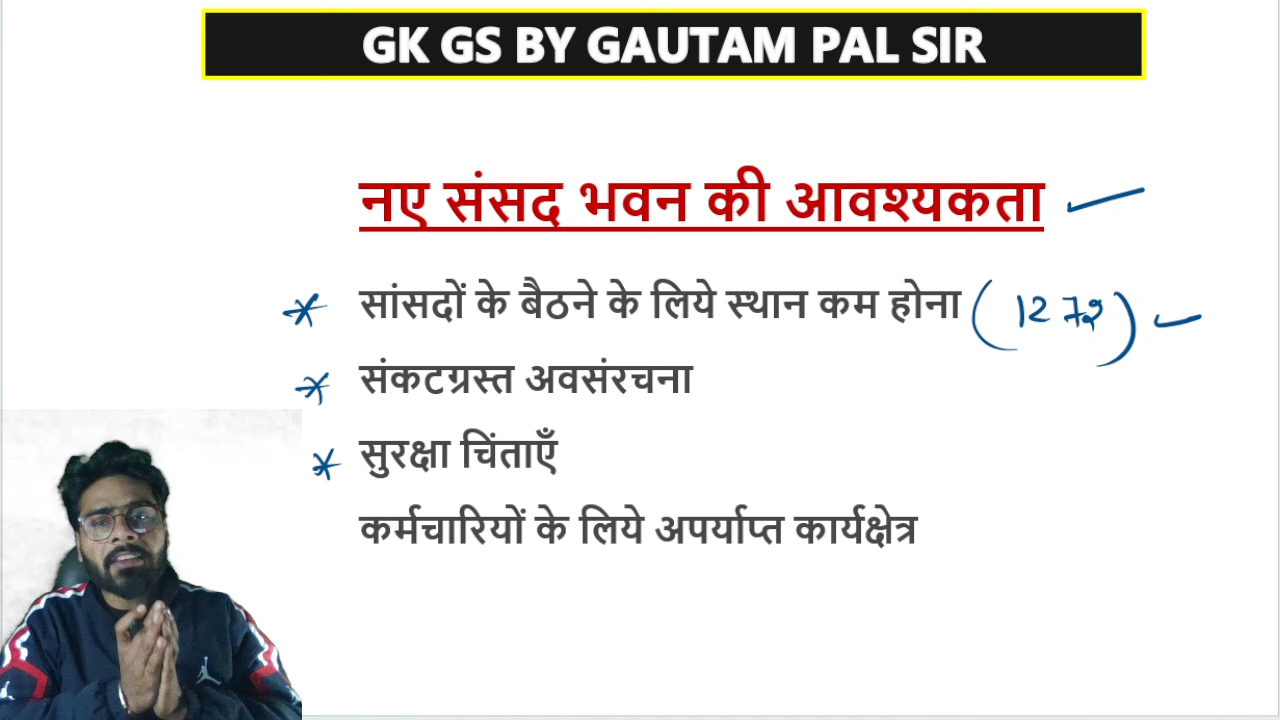 GK GS BY GAUTAM PAL SIR
नए संसद भवन की आवश्यकता
सांसदों के बैठने के लिये स्थान कम होना (1272)
संकटग्रस्त अवसंरचना
सुरक्षा चिंताएँ
कर्मचारियों के लिये अपर्याप्त कार्यक्षेत्र